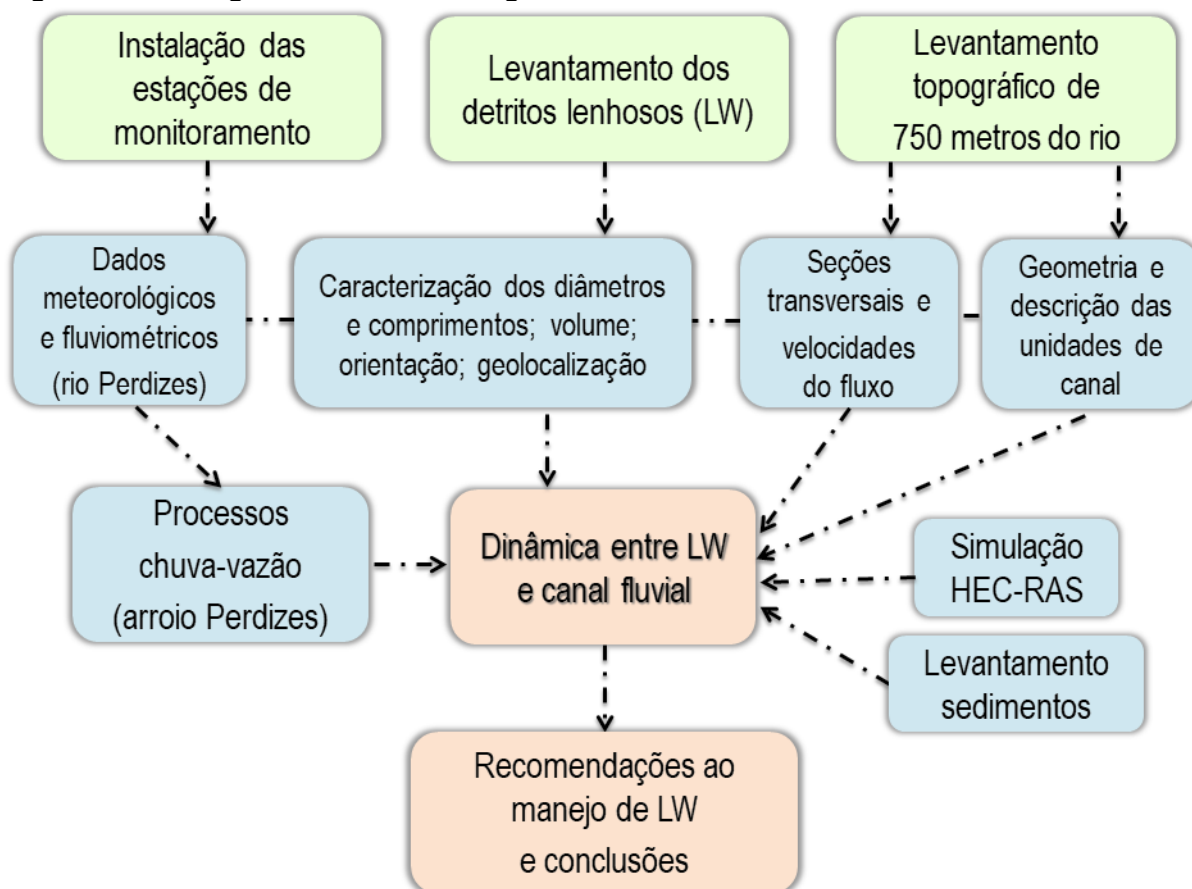 Instalação das
estações de
monitoramento
Levantamento dos
detritos lenhosos (LW)
Levantamento
topográfico de
750 metros do rio
Dados
meteorológicos
e fluviométricos
(rio Perdizes)
Caracterização dos diâmetros
e comprimentos; volume;
orientação; geolocalização
Seções
transversais e
velocidades
do fluxo
Geometria e
descrição das
unidades de
canal
Processos
chuva-vazão
(arroio Perdizes)
Dinâmica entre LW
e canal fluvial
Simulação
HEC-RAS
Levantamento
sedimentos
Recomendações ao
manejo de LW
e conclusões